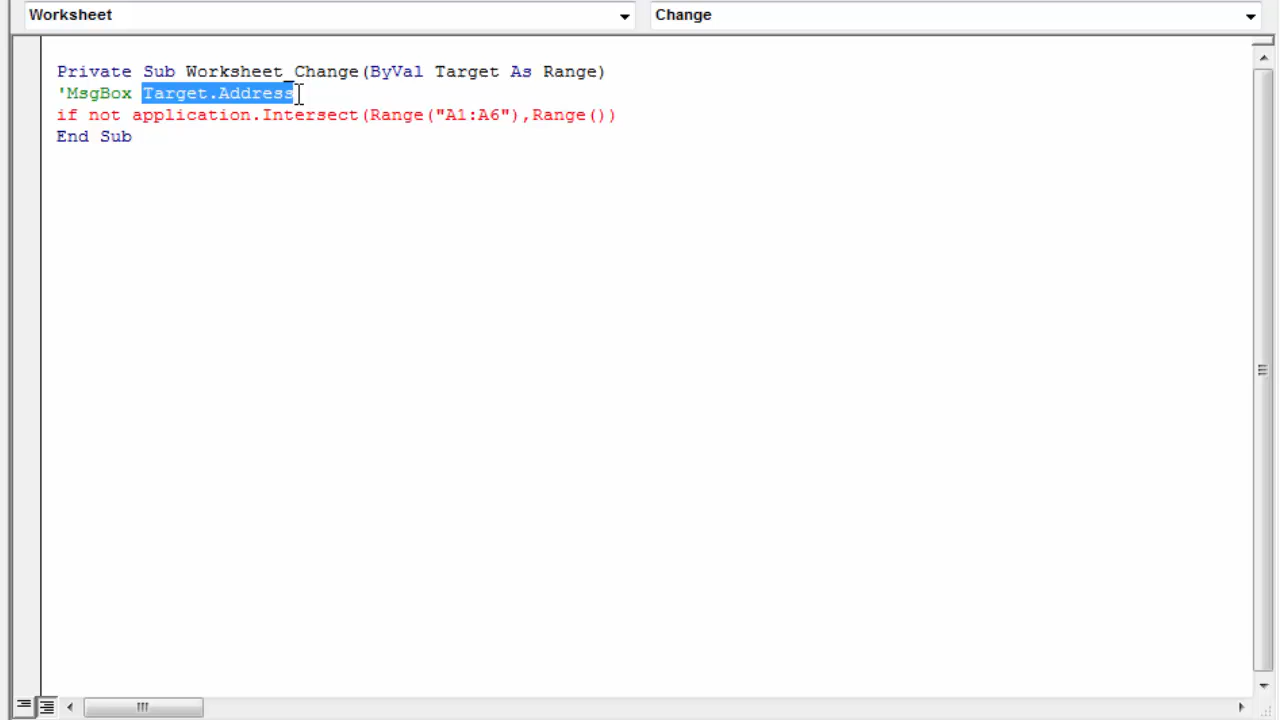 Worksheet
Change
Private Sub Worksheet_Change(ByVal Target As Range)
'MsgBox Target.Address
if not application.Intersect(Range("A1:A6"),Range())
End Sub